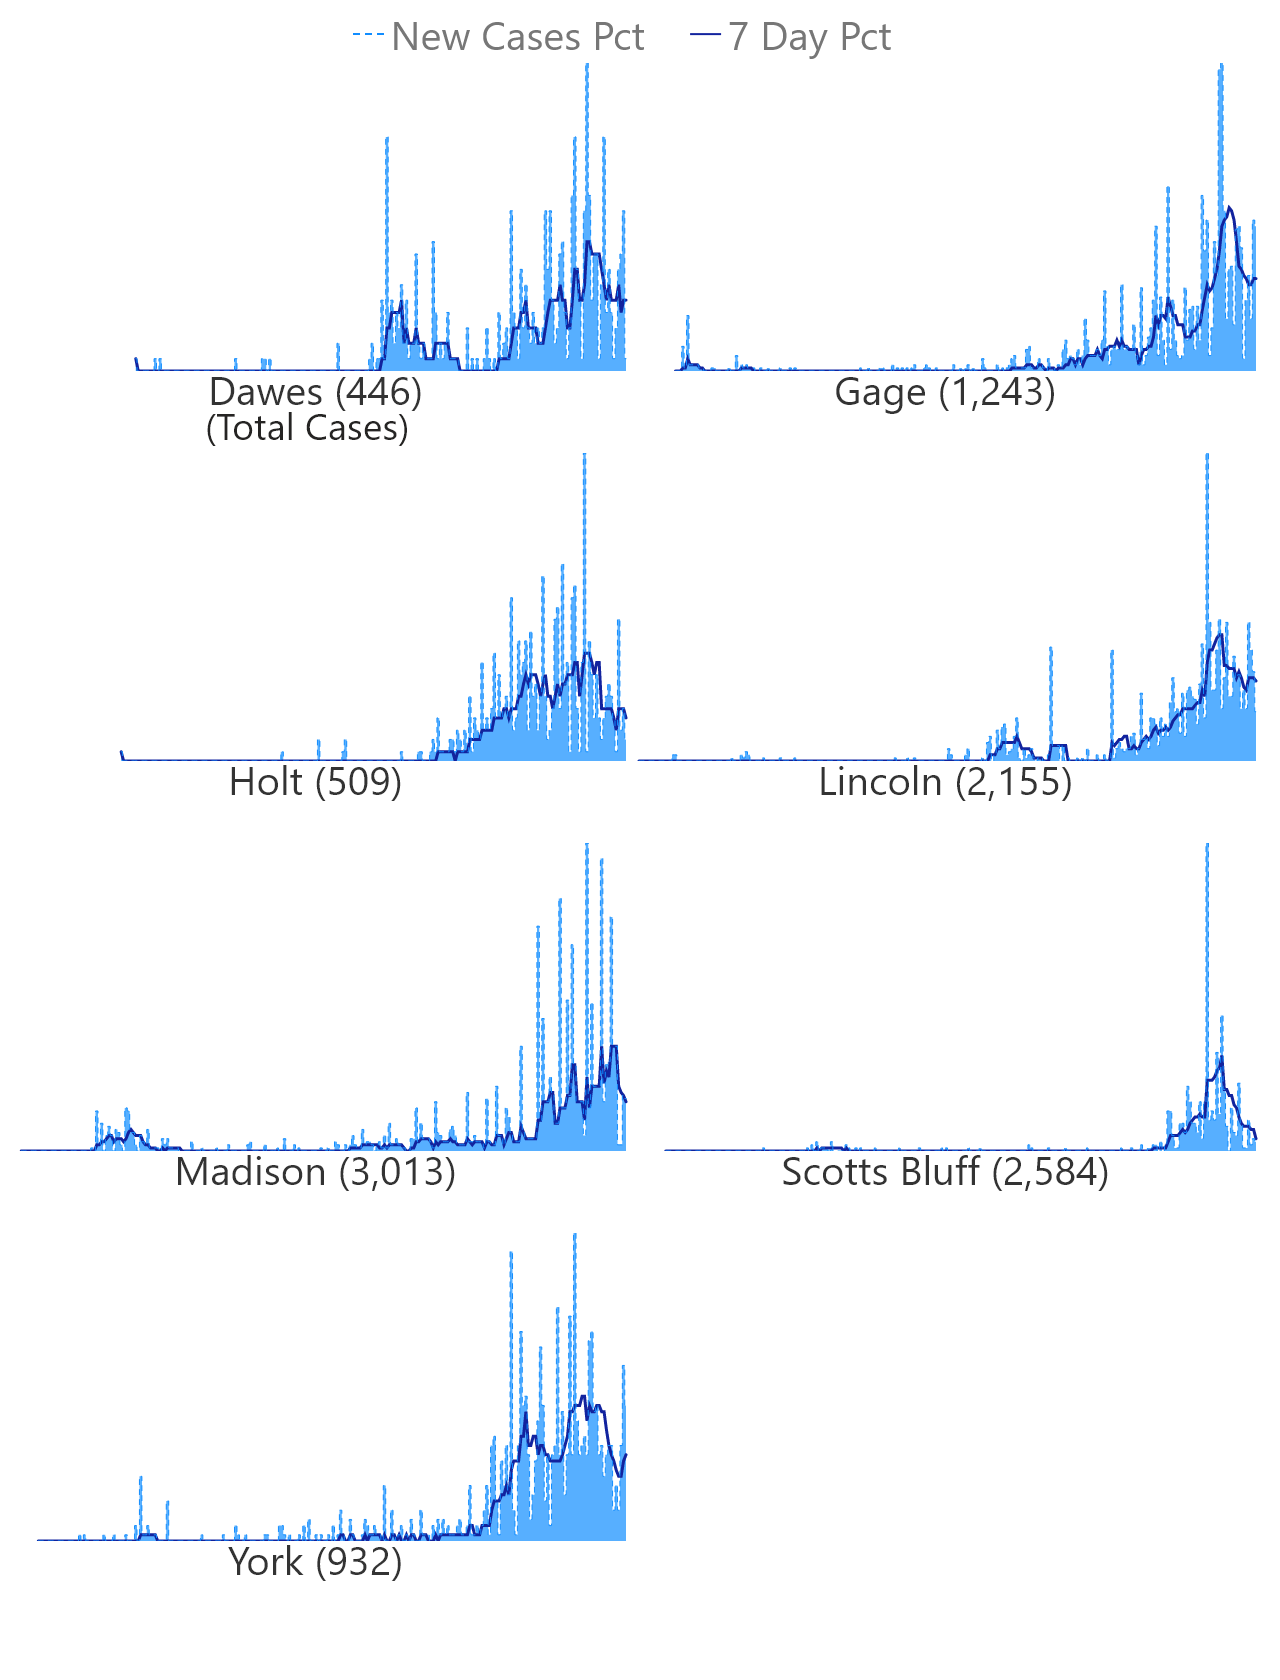 New Cases Pct 7 Day Pct
Dawes (446)
(Total Cases)
Gage (1,243)
Holt (509)
Lincoln (2,155)
Madison (3,013)
Scotts Bluff (2,584)
York (932)